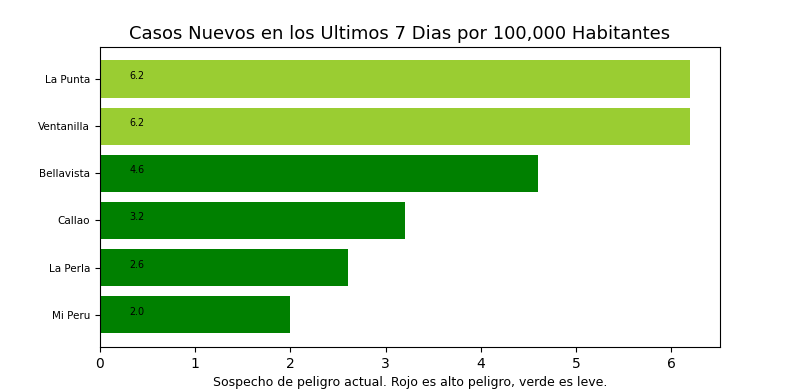 Casos Nuevos en los Ultimos 7 Dias por 100,000 Habitantes
La Punta 6.2
Ventanilla 6.2
Bellavista 4.6
Callao 3.2
La Perla 2.6
Mi Peru 2.0
0 1 2 3 4 5 6
Sospecho de peligro actual. Rojo es alto peligro, verde es leve.